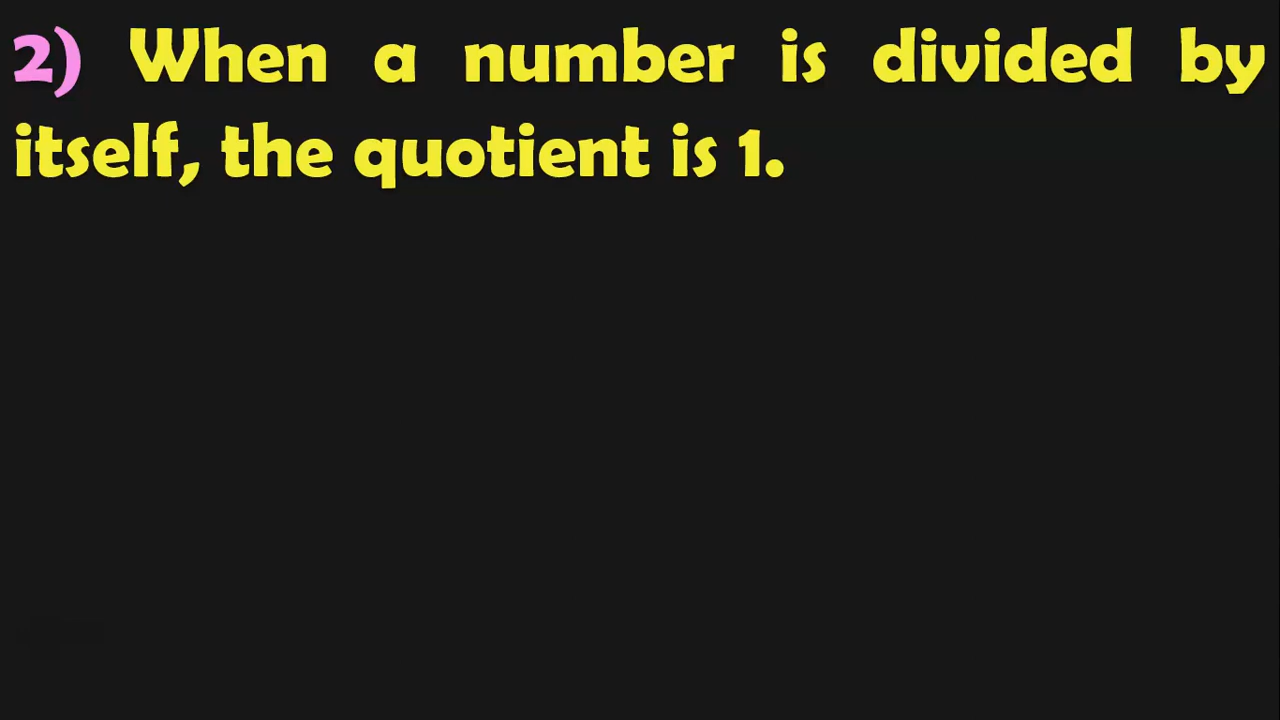 2) When a number is divided by
itself, the quotient is 1.